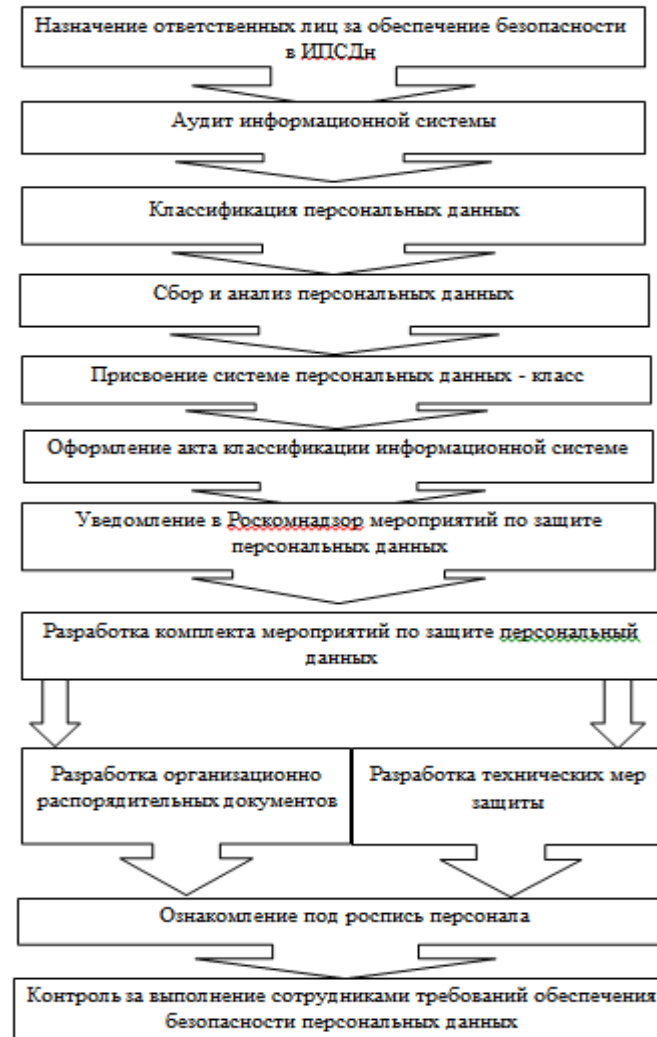 Назначение ответственных лиц за обеспечение безопасности
в ИПСДн
Аудит информационной системы
Классификация персональных данных
Сбор и анализ персональных данных
Присвоение системе персональных данных - класс
Оформление акта классификации информационной системе
Уведомление в Роскомнадзор мероприятий по защите
персональных данных
Разработка комплекта мероприятий по защите персональный
данных
Разработка организационно
распорядительных документов
Разработка технических мер
защиты
Ознакомление под роспись персонала
Контроль за выполнение сотрудниками требований обеспечения
безопасности персональных данных